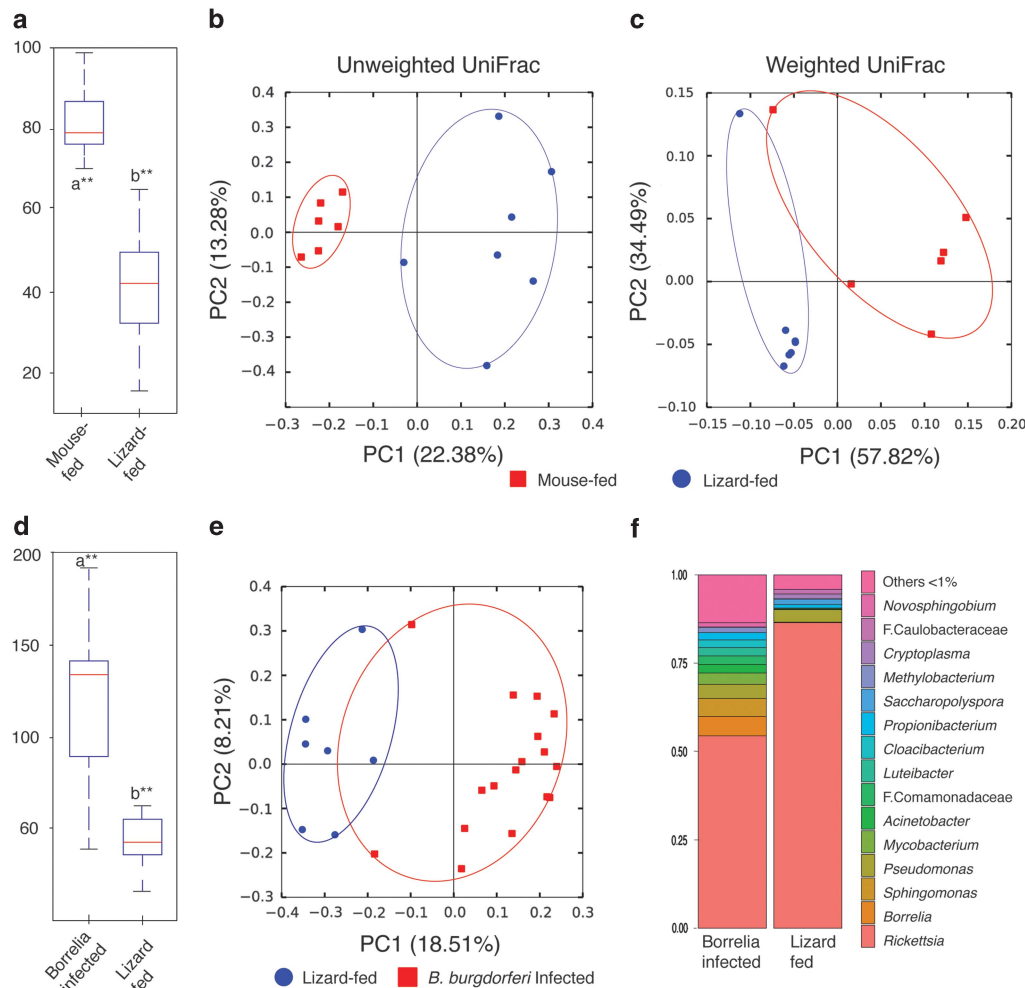 a
100
80
60
40
20
a**
b**
Mouse-
fed
Lizard-
fed
b
Unweighted UniFrac
0.4
0.3
0.2
0.1
0.0
−0.1
−0.2
−0.3
−0.4
PC2 (13.28%)
−0.3 −0.2 −0.1 0.0 0.1 0.2 0.3 0.4
PC1 (22.38%)
c
Weighted UniFrac
0.15
0.10
0.05
0.00
−0.05
−0.10
PC2 (34.49%)
−0.15 −0.10 −0.05 0.00 0.05 0.10 0.15 0.20
PC1 (57.82%)
Mouse-fed
Lizard-fed
d
200
150
100
60
a**
b**
Borrelia
infected
Lizard
fed
e
0.4
0.3
0.2
0.1
0.0
−0.1
−0.2
−0.3
PC2 (8.21%)
−0.4 −0.3 −0.2 −0.1 0.0 0.1 0.2 0.3
PC1 (18.51%)
Lizard-fed
B. burgdorferi Infected
f
1.00
0.75
0.50
0.25
0.00
Borrelia
infected
Lizard
fed
Others <1%
Novosphingobium
F.Caulobacteraceae
Cryptoplasma
Methylobacterium
Saccharopolyspora
Propionibacterium
Cloacibacterium
Luteibacter
F.Comamonadaceae
Acinetobacter
Mycobacterium
Pseudomonas
Sphingomonas
Borrelia
Rickettsia